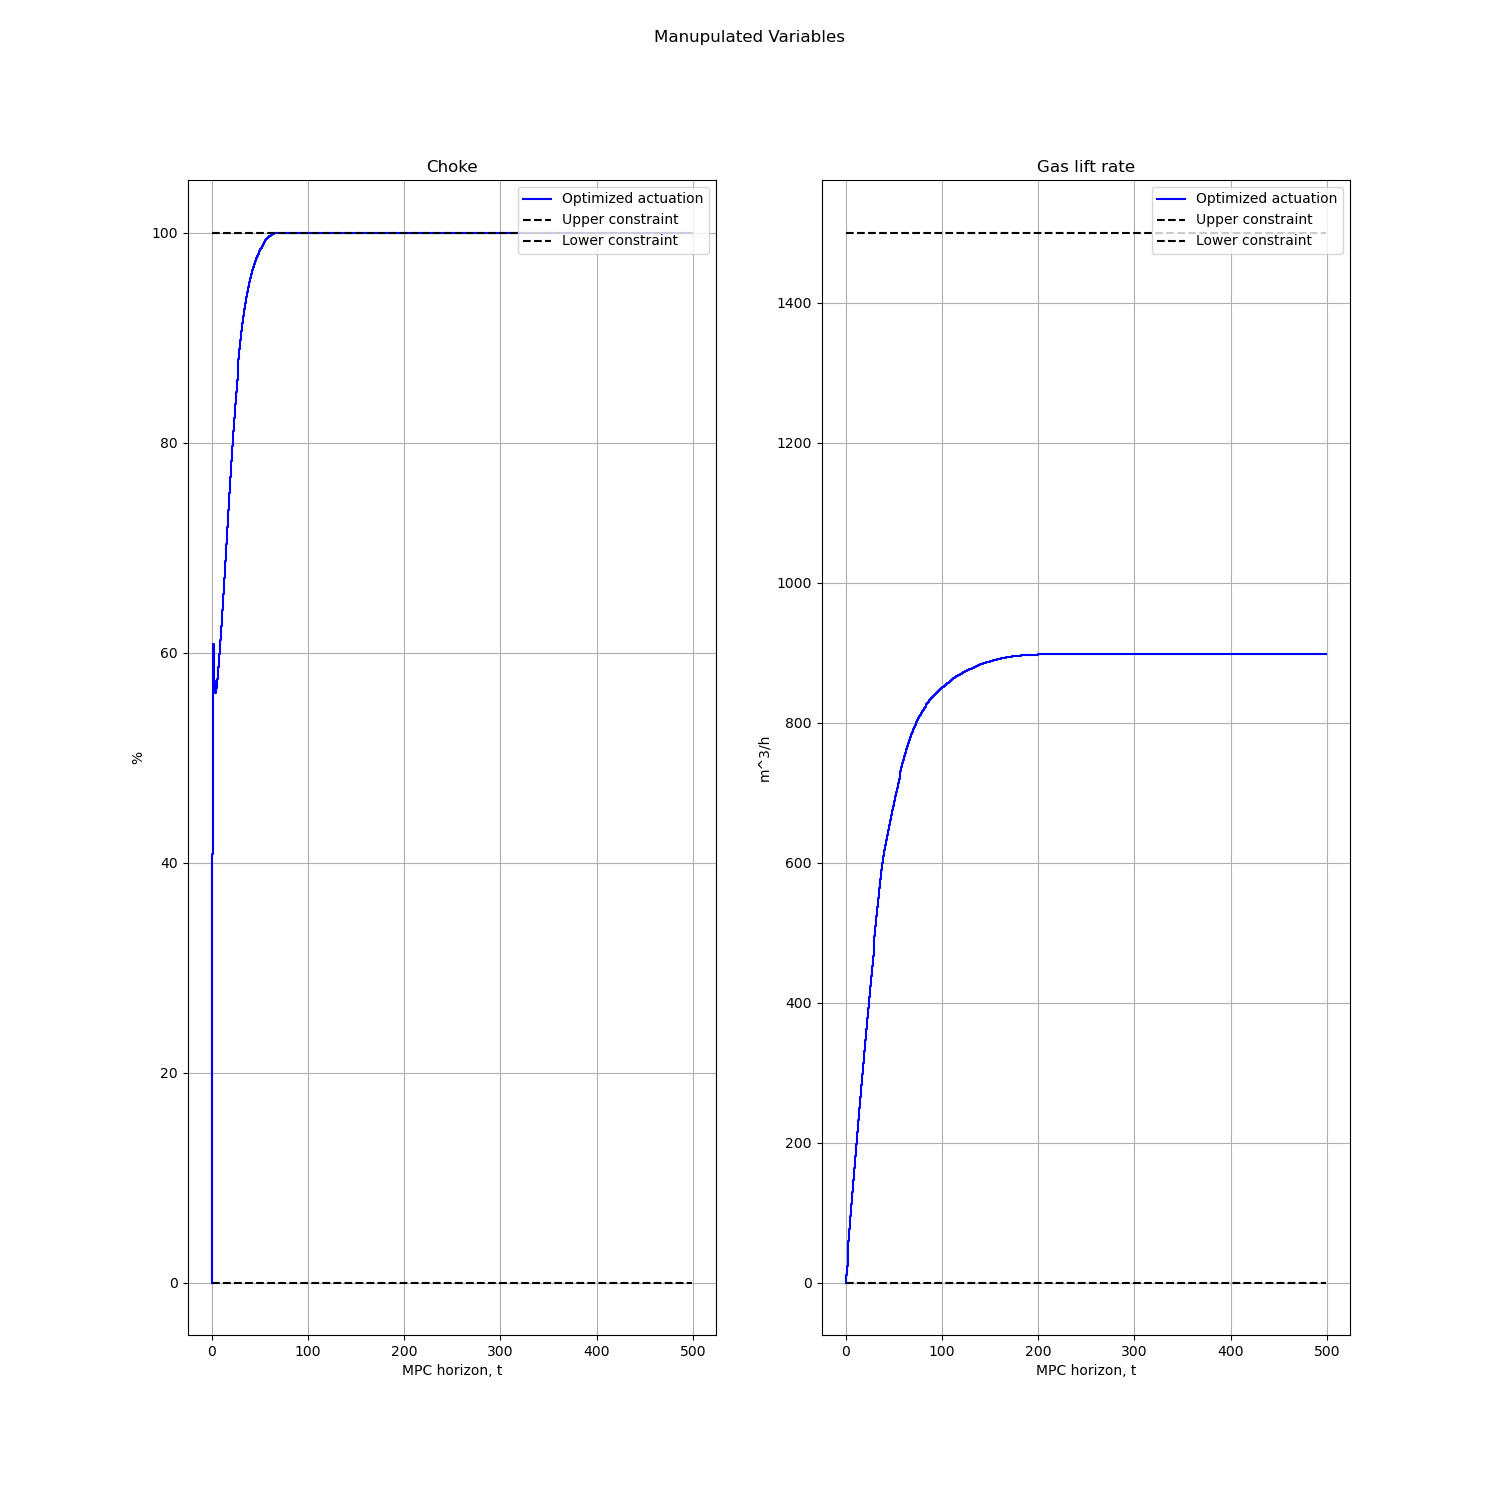 Manupulated Variables
Choke
Optimized actuation
Upper constraint
Lower constraint
100
80
60
40
20
0
%
0 100 200 300 400 500
MPC horizon, t
Gas lift rate
Optimized actuation
Upper constraint
Lower constraint
1400
1200
1000
800
600
400
200
0
m^3/h
0 100 200 300 400 500
MPC horizon, t